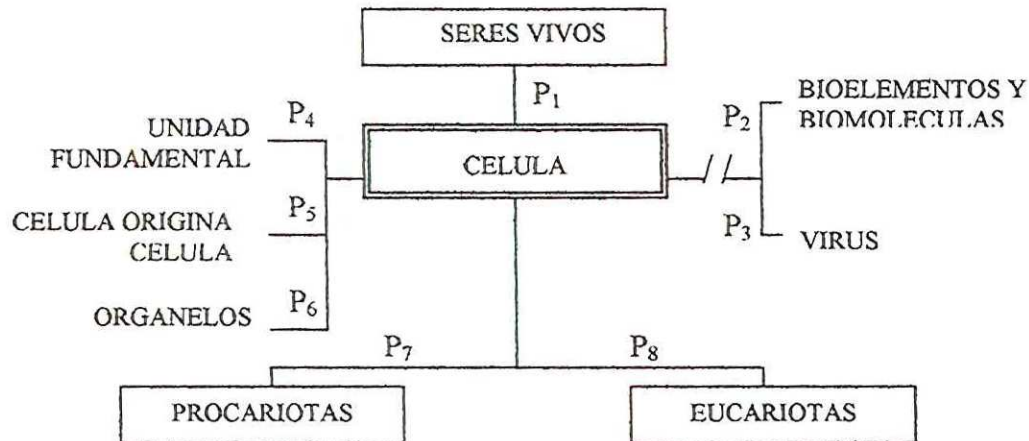 SERES VIVOS
P1
P4
UNIDAD
FUNDAMENTAL
P2
BIOELEMENTOS Y
BIOMOLECULAS
CELULA
P5
CELULA ORIGINA
CELULA
P3
VIRUS
P6
ORGANELOS
P7
P8
PROCARIOTAS
EUCARIOTAS